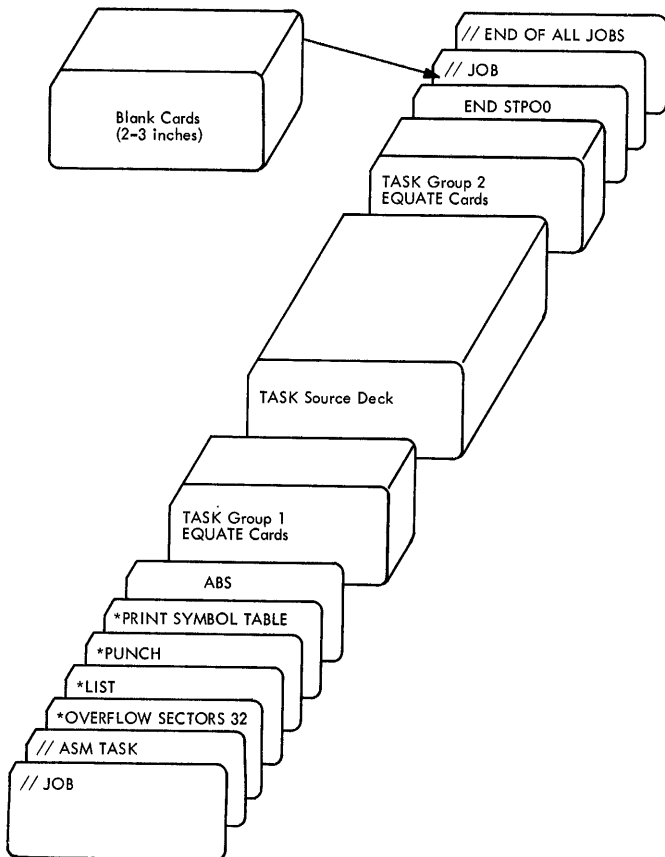 // END OF ALL JOBS
// JOB
END STPO0
Blank Cards
(2-3 inches)
TASK Group 2
EQUATE Cards
TASK Source Deck
TASK Group 1
EQUATE Cards
ABS
*PRINT SYMBOL TABLE
*PUNCH
*LIST
*OVERFLOW SECTORS 32
// ASM TASK
// JOB